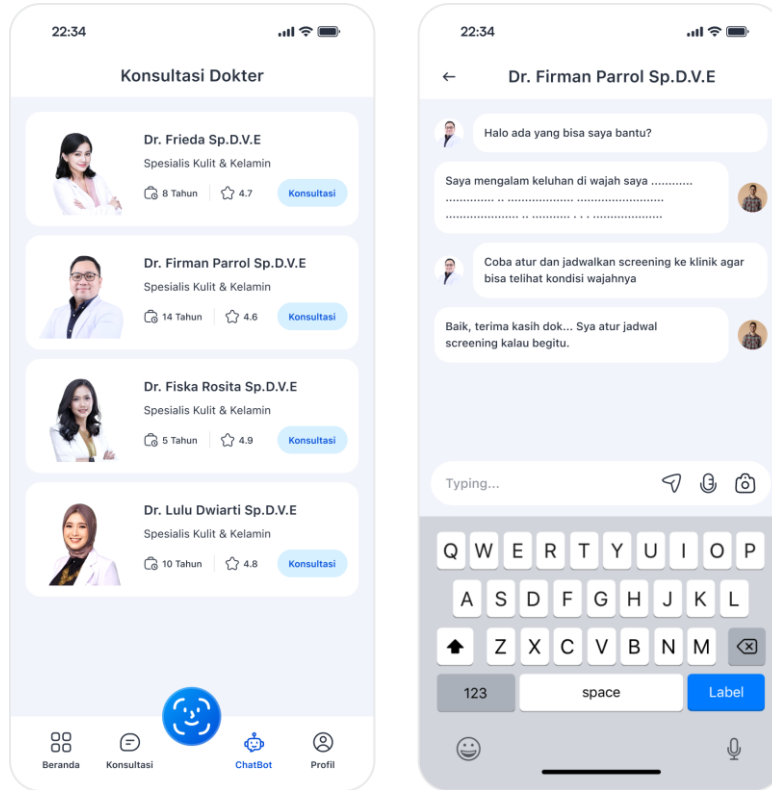 22:34
Konsultasi Dokter
Dr. Frieda Sp.D.V.E
Spesialis Kulit & Kelamin
8 Tahun
4.7
Konsultasi
Dr. Firman Parrol Sp.D.V.E
Spesialis Kulit & Kelamin
14 Tahun
4.6
Konsultasi
Dr. Fiska Rosita Sp.D.V.E
Spesialis Kulit & Kelamin
5 Tahun
4.9
Konsultasi
Dr. Lulu Dwiarti Sp.D.V.E
Spesialis Kulit & Kelamin
10 Tahun
4.8
Konsultasi
Beranda
Konsultasi
ChatBot
Profil
22:34
Dr. Firman Parrol Sp.D.V.E
Halo ada yang bisa saya bantu?
Saya mengalam keluhan di wajah saya ............
.............. .. ................... .........................
..................... .. ........... . . . ....................
Coba atur dan jadwalkan screening ke klinik agar
bisa telihat kondisi wajahnya
Baik, terima kasih dok... Sya atur jadwal
screening kalau begitu.
Typing...
Q W E R T Y U I O P
A S D F G H J K L
Z X C V B N M
123 space Label